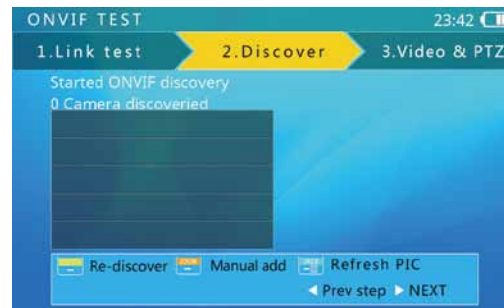 ONVIF TEST 23:42
1.Link test 2.Discover 3.Video & PTZ
Started ONVIF discovery
0 Camera discoveried
Re-discover Manual add Refresh PIC
Prev step NEXT